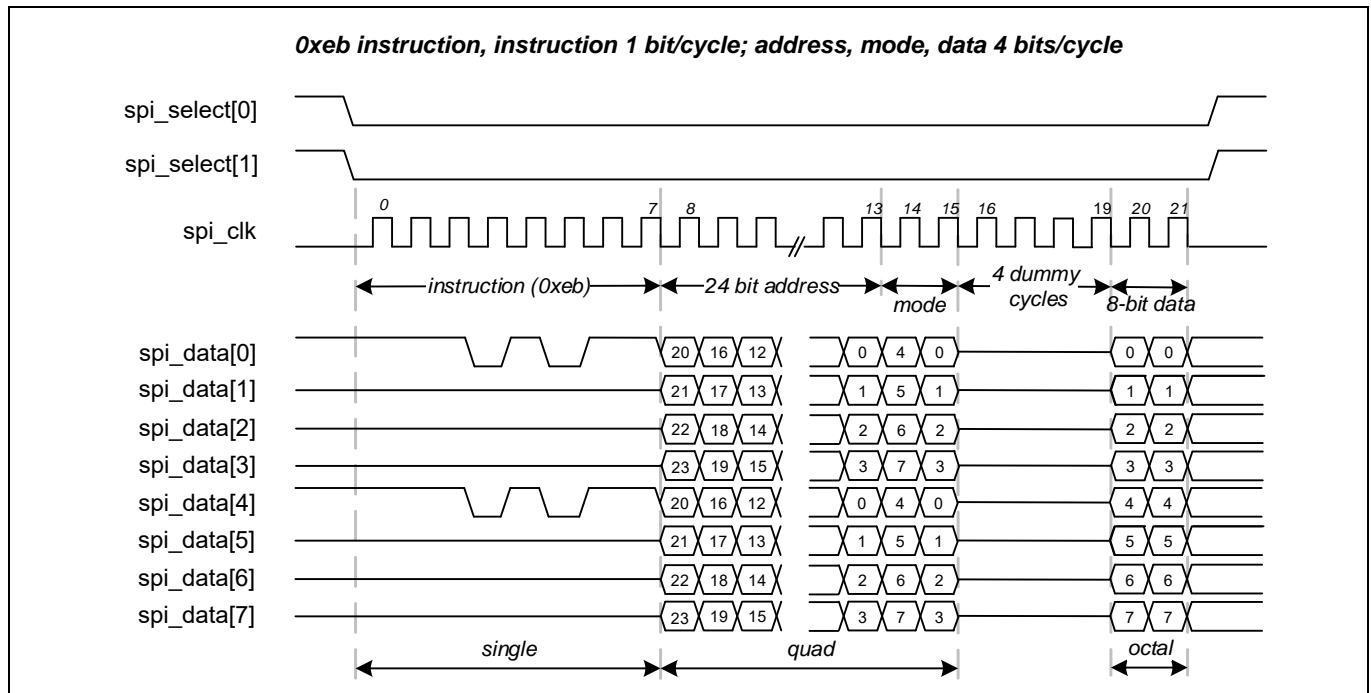 0xeb instruction, instruction 1 bit/cycle; address, mode, data 4 bits/cycle
spi_select[0]
spi_select[1]
0 7 8 13 14 15 16 19 20 21
spi_clk
instruction (0xeb) 24 bit address mode 4 dummy cycles 8-bit data
spi_data[0] 20 16 12 0 4 0 0 0
spi_data[1] 21 17 13 1 5 1 1 1
spi_data[2] 22 18 14 2 6 2 2 2
spi_data[3] 23 19 15 3 7 3 3 3
spi_data[4] 20 16 12 0 4 0 4 4
spi_data[5] 21 17 13 1 5 1 5 5
spi_data[6] 22 18 14 2 6 2 6 6
spi_data[7] 23 19 15 3 7 3 7 7
single quad octal